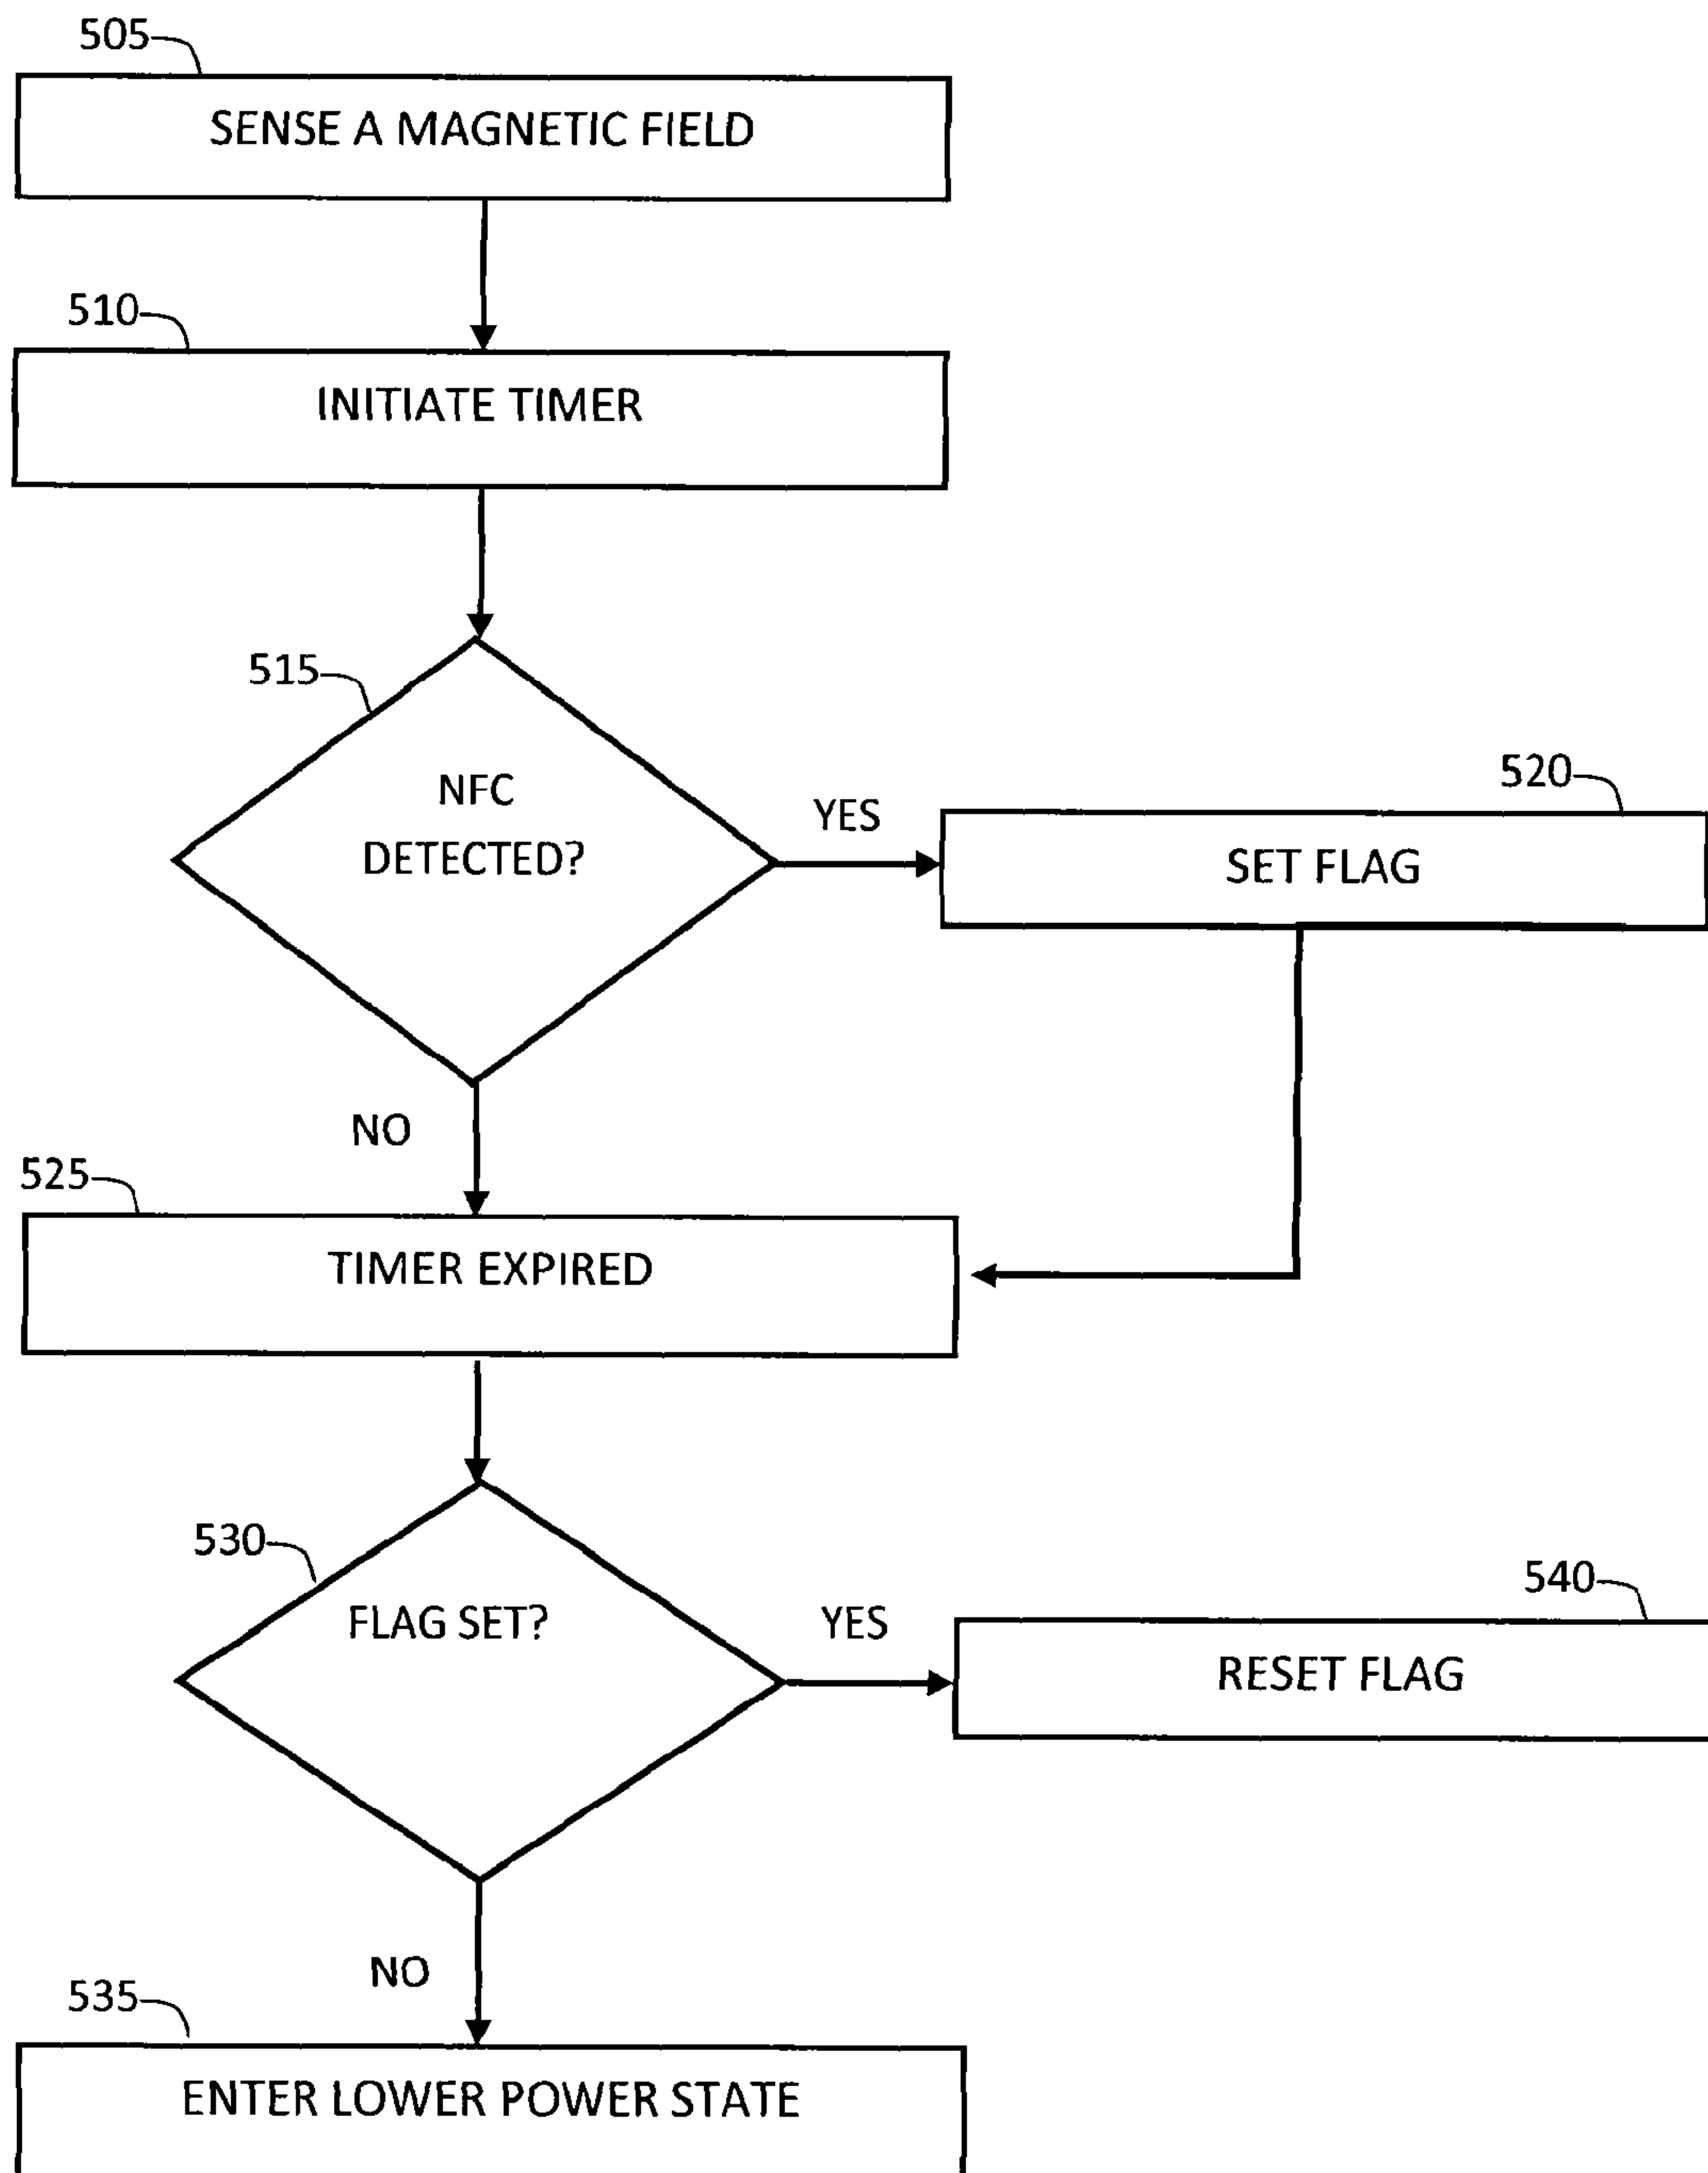 505
SENSE A MAGNETIC FIELD
510
INITIATE TIMER
515
NFC
DETECTED?
YES
520
SET FLAG
NO
525
TIMER EXPIRED
530
FLAG SET?
YES
540
RESET FLAG
NO
535
ENTER LOWER POWER STATE